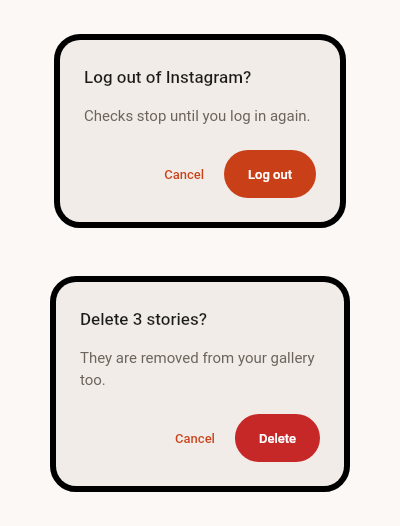 Log out of Instagram?
Checks stop until you log in again.
Cancel Log out
Delete 3 stories?
They are removed from your gallery
too.
Cancel Delete